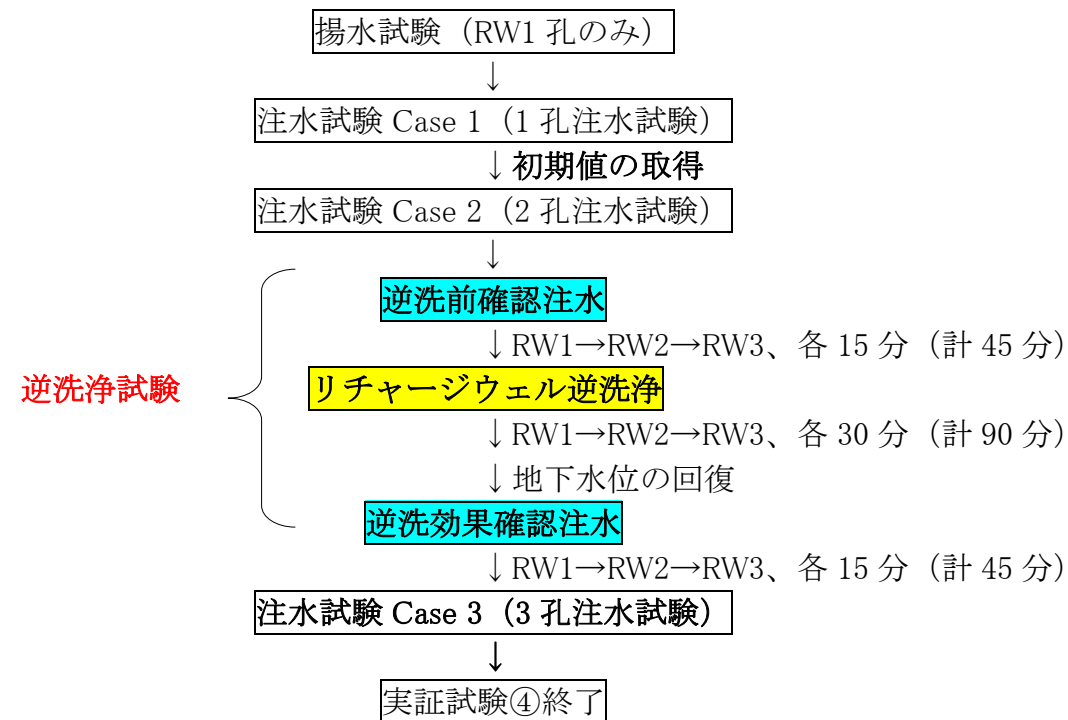 揚水試験（RW1 孔のみ）
↓
注水試験 Case 1（1 孔注水試験）
↓初期値の取得
注水試験 Case 2（2 孔注水試験）
↓
逆洗前確認注水
↓RW1→RW2→RW3、各 15 分（計 45 分）
逆洗浄試験
リチャージウェル逆洗浄
↓RW1→RW2→RW3、各 30 分（計 90 分）
↓地下水位の回復
逆洗効果確認注水
↓RW1→RW2→RW3、各 15 分（計 45 分）
注水試験 Case 3（3 孔注水試験）
↓
実証試験④終了